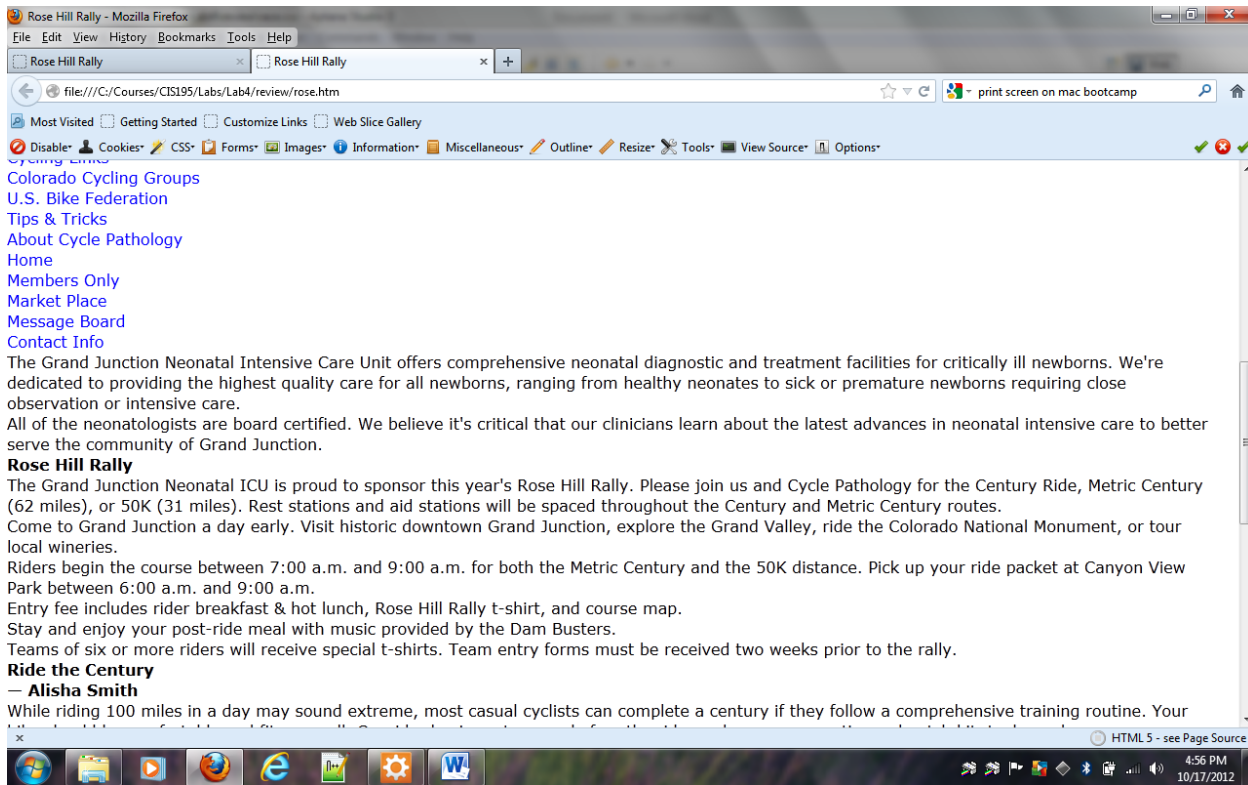 Rose Hill Rally - Mozilla Firefox
File Edit View History Bookmarks Tools Help
Rose Hill Rally × Rose Hill Rally × +
file:///C:/Courses/CIS195/Labs/Lab4/review/rose.htm print screen on mac bootcamp
Most Visited Getting Started Customize Links Web Slice Gallery
Disable Cookies CSS Forms Images Information Miscellaneous Outline Resize Tools View Source Options
Cycling Links
Colorado Cycling Groups
U.S. Bike Federation
Tips & Tricks
About Cycle Pathology
Home
Members Only
Market Place
Message Board
Contact Info
The Grand Junction Neonatal Intensive Care Unit offers comprehensive neonatal diagnostic and treatment facilities for critically ill newborns. We're
dedicated to providing the highest quality care for all newborns, ranging from healthy neonates to sick or premature newborns requiring close
observation or intensive care.
All of the neonatologists are board certified. We believe it's critical that our clinicians learn about the latest advances in neonatal intensive care to better
serve the community of Grand Junction.
Rose Hill Rally
The Grand Junction Neonatal ICU is proud to sponsor this year's Rose Hill Rally. Please join us and Cycle Pathology for the Century Ride, Metric Century
(62 miles), or 50K (31 miles). Rest stations and aid stations will be spaced throughout the Century and Metric Century routes.
Come to Grand Junction a day early. Visit historic downtown Grand Junction, explore the Grand Valley, ride the Colorado National Monument, or tour
local wineries.
Riders begin the course between 7:00 a.m. and 9:00 a.m. for both the Metric Century and the 50K distance. Pick up your ride packet at Canyon View
Park between 6:00 a.m. and 9:00 a.m.
Entry fee includes rider breakfast & hot lunch, Rose Hill Rally t-shirt, and course map.
Stay and enjoy your post-ride meal with music provided by the Dam Busters.
Teams of six or more riders will receive special t-shirts. Team entry forms must be received two weeks prior to the rally.
Ride the Century
— Alisha Smith
While riding 100 miles in a day may sound extreme, most casual cyclists can complete a century if they follow a comprehensive training routine. Your
× HTML 5 - see Page Source
4:56 PM
10/17/2012